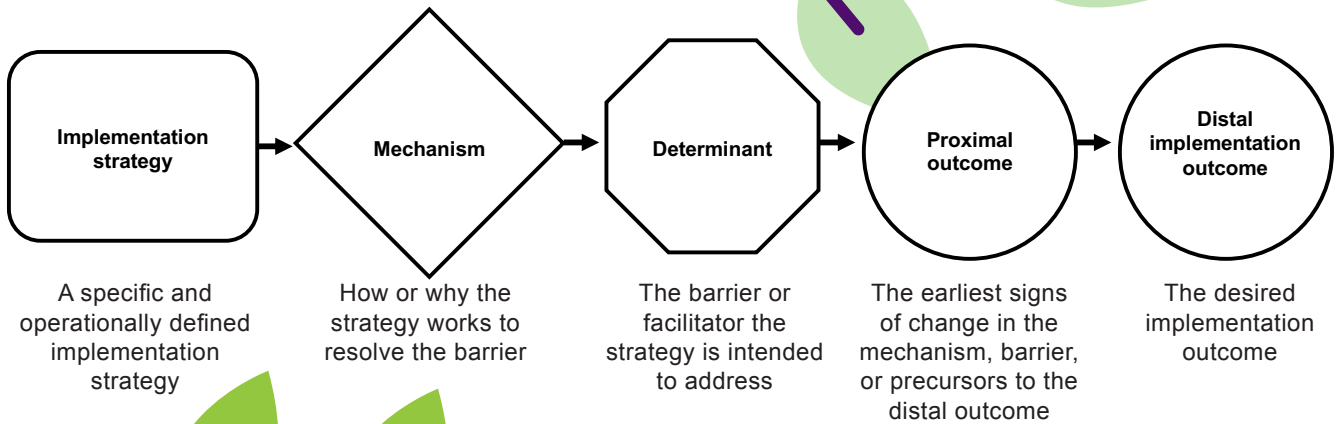 Implementation
strategy
Mechanism
Determinant
Proximal
outcome
Distal
implementation
outcome
A specific and
operationally defined
implementation
strategy
How or why the
strategy works to
resolve the barrier
The barrier or
facilitator the
strategy is intended
to address
The earliest signs
of change in the
mechanism, barrier,
or precursors to the
distal outcome
The desired
implementation
outcome